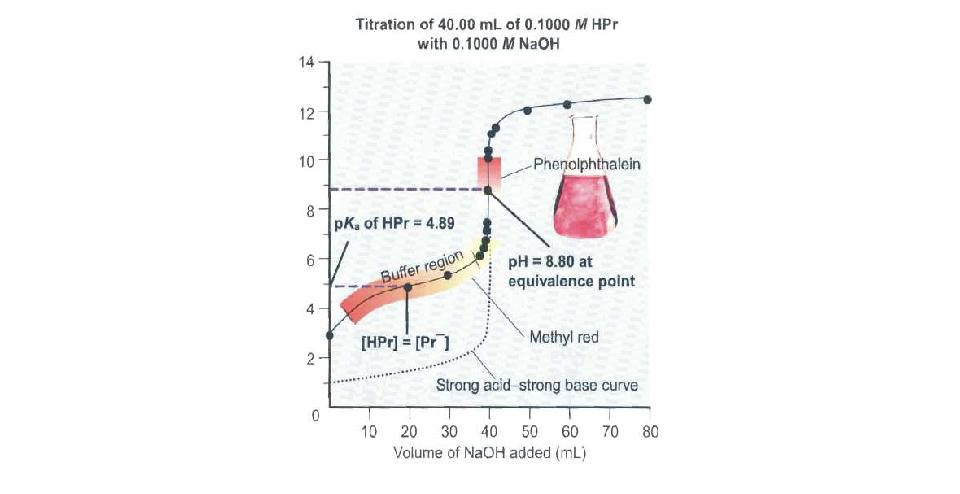 Titration of 40.00 mL of 0.1000 M HPr
with 0.1000 M NaOH
14
12
10
8
6
4
2
0
Phenolphthalein
pKa of HPr = 4.89
Buffer region
pH = 8.80 at
equivalence point
[HPr] = [Pr⁻]
Methyl red
Strong acid–strong base curve
10 20 30 40 50 60 70 80
Volume of NaOH added (mL)